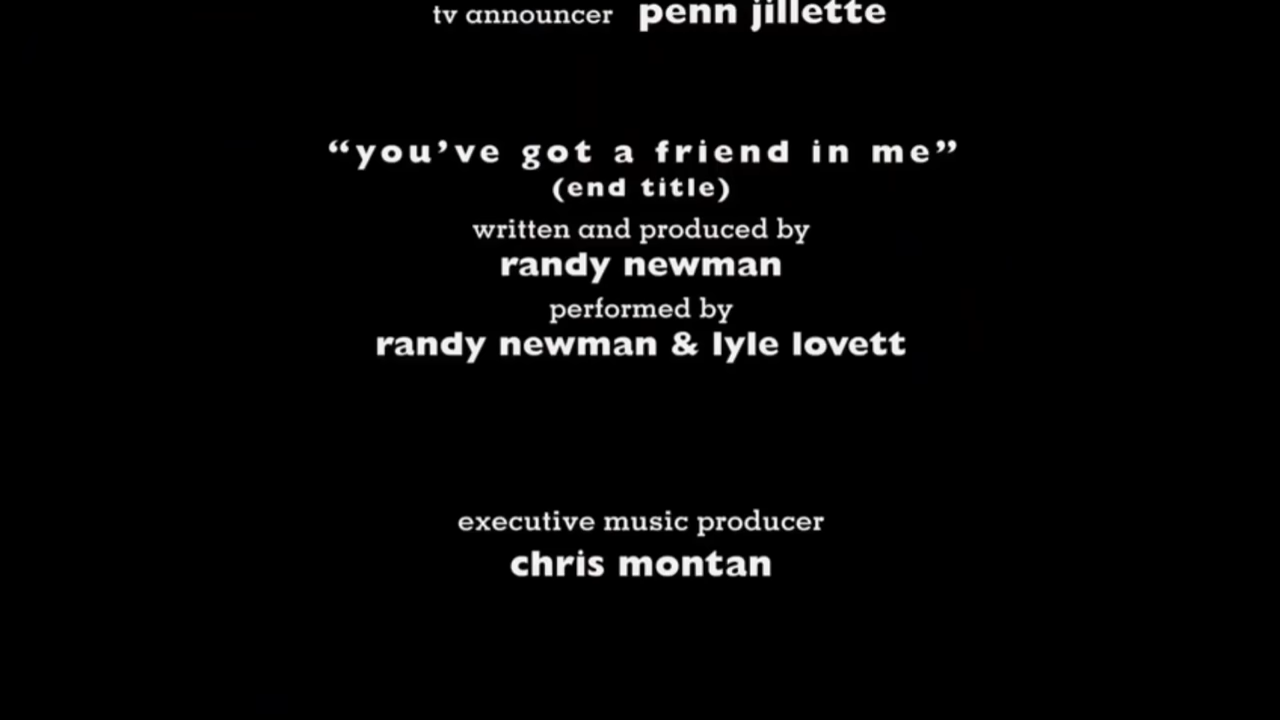 tv announcer penn jillette
“you’ve got a friend in me”
(end title)
written and produced by
randy newman
performed by
randy newman & lyle lovett
executive music producer
chris montan